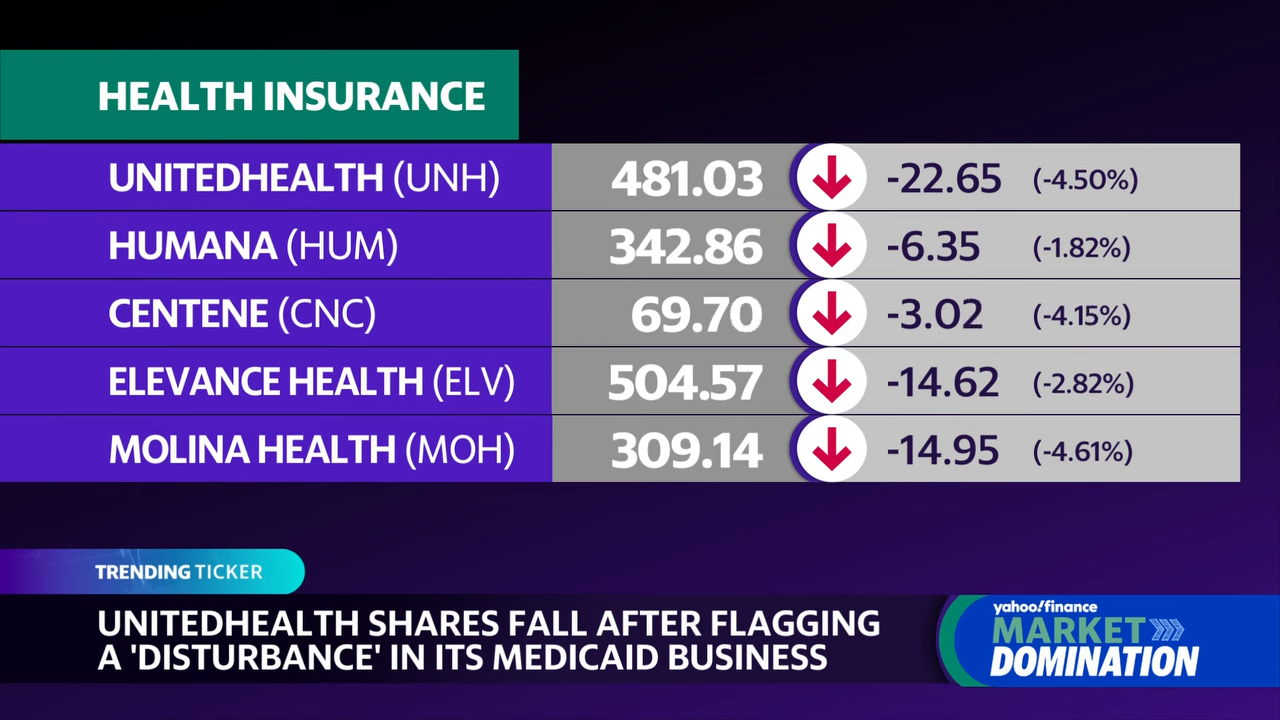 HEALTH INSURANCE
UNITEDHEALTH (UNH) 481.03 -22.65 (-4.50%)
HUMANA (HUM) 342.86 -6.35 (-1.82%)
CENTENE (CNC) 69.70 -3.02 (-4.15%)
ELEVANCE HEALTH (ELV) 504.57 -14.62 (-2.82%)
MOLINA HEALTH (MOH) 309.14 -14.95 (-4.61%)
TRENDING TICKER
UNITEDHEALTH SHARES FALL AFTER FLAGGING
A 'DISTURBANCE' IN ITS MEDICAID BUSINESS
yahoo!finance
MARKET
DOMINATION